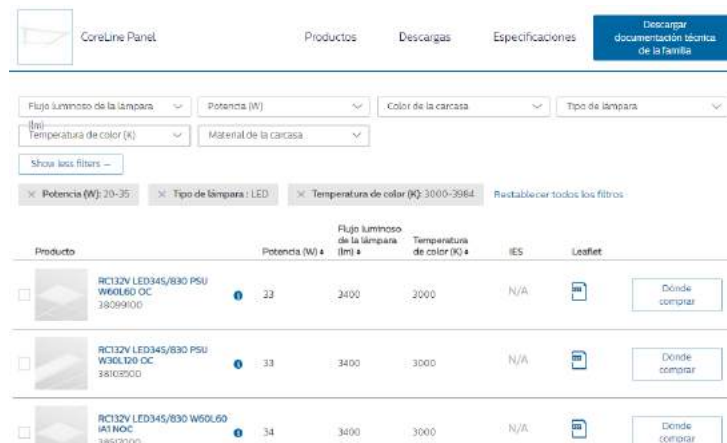 CoreLine Panel
Productos
Descargas
Especificaciones
Descargar
documentación técnica
de la familia
Flujo luminoso de la lámpara
(lm)
Potencia (W)
Color de la carcasa
Tipo de lámpara
Temperatura de color (K)
Material de la carcasa
Show less filters –
× Potencia (W): 20-35
× Tipo de lámpara : LED
× Temperatura de color (K): 3000-3984
Restablecer todos los filtros
Producto
Potencia (W)
Flujo luminoso
de la lámpara
(lm)
Temperatura
de color (K)
IES
Leaflet
RC132V LED34S/830 PSU
W60L60 OC
38099100
33
3400
3000
N/A
Dónde
comprar
RC132V LED34S/830 PSU
W30L120 OC
38103500
33
3400
3000
N/A
Dónde
comprar
RC132V LED34S/830 W60L60
IA1 NOC
34
3400
3000
N/A
Dónde
comprar